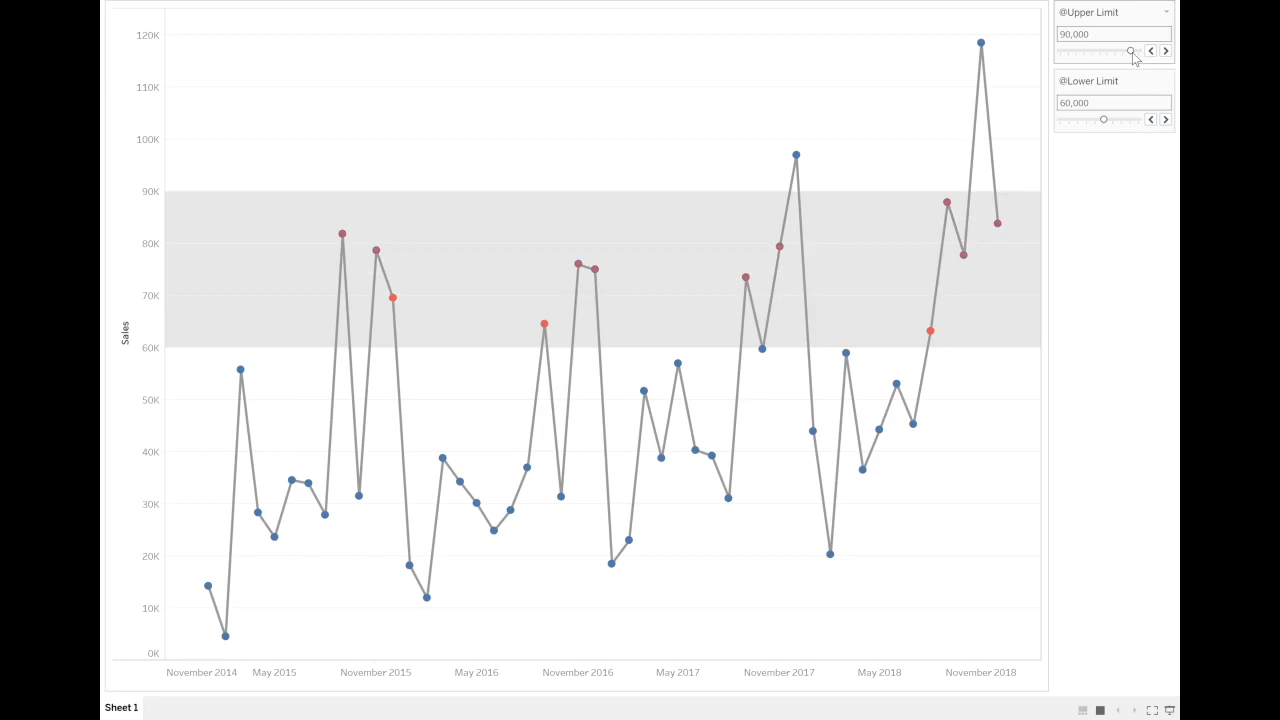 @Upper Limit
90,000
@Lower Limit
60,000
120K
110K
100K
90K
80K
70K
60K
50K
40K
30K
20K
10K
0K
Sales
November 2014 May 2015 November 2015 May 2016 November 2016 May 2017 November 2017 May 2018 November 2018
Sheet 1